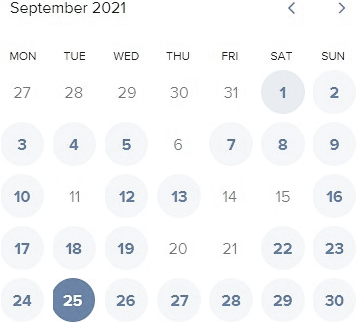 September 2021
MON TUE WED THU FRI SAT SUN
27 28 29 30 31 1 2
3 4 5 6 7 8 9
10 11 12 13 14 15 16
17 18 19 20 21 22 23
24 25 26 27 28 29 30